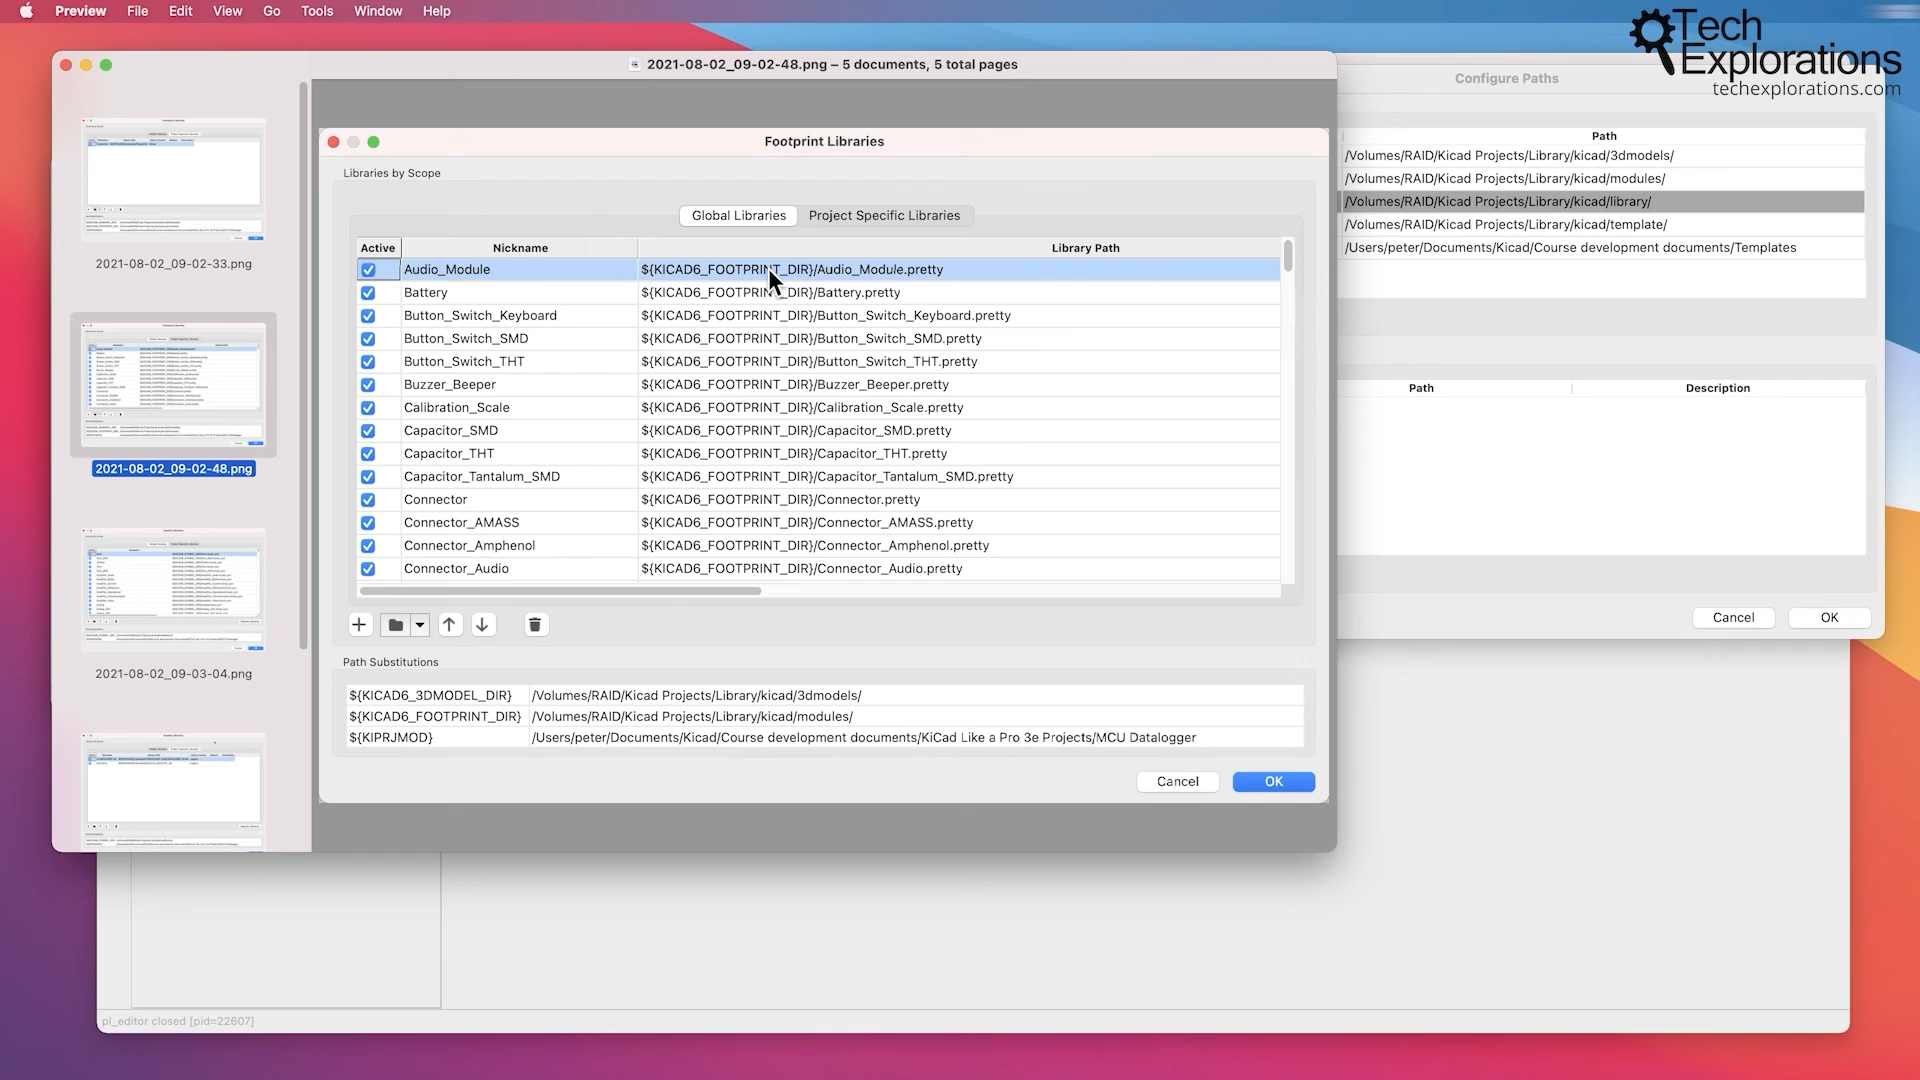 Preview File Edit View Go Tools Window Help
Tech
Explorations
techexplorations.com
2021-08-02_09-02-48.png – 5 documents, 5 total pages
2021-08-02_09-02-33.png
2021-08-02_09-02-48.png
2021-08-02_09-03-04.png
Footprint Libraries
Libraries by Scope
Global Libraries Project Specific Libraries
Active Nickname Library Path
Audio_Module ${KICAD6_FOOTPRINT_DIR}/Audio_Module.pretty
Battery ${KICAD6_FOOTPRINT_DIR}/Battery.pretty
Button_Switch_Keyboard ${KICAD6_FOOTPRINT_DIR}/Button_Switch_Keyboard.pretty
Button_Switch_SMD ${KICAD6_FOOTPRINT_DIR}/Button_Switch_SMD.pretty
Button_Switch_THT ${KICAD6_FOOTPRINT_DIR}/Button_Switch_THT.pretty
Buzzer_Beeper ${KICAD6_FOOTPRINT_DIR}/Buzzer_Beeper.pretty
Calibration_Scale ${KICAD6_FOOTPRINT_DIR}/Calibration_Scale.pretty
Capacitor_SMD ${KICAD6_FOOTPRINT_DIR}/Capacitor_SMD.pretty
Capacitor_THT ${KICAD6_FOOTPRINT_DIR}/Capacitor_THT.pretty
Capacitor_Tantalum_SMD ${KICAD6_FOOTPRINT_DIR}/Capacitor_Tantalum_SMD.pretty
Connector ${KICAD6_FOOTPRINT_DIR}/Connector.pretty
Connector_AMASS ${KICAD6_FOOTPRINT_DIR}/Connector_AMASS.pretty
Connector_Amphenol ${KICAD6_FOOTPRINT_DIR}/Connector_Amphenol.pretty
Connector_Audio ${KICAD6_FOOTPRINT_DIR}/Connector_Audio.pretty
Path Substitutions
${KICAD6_3DMODEL_DIR} /Volumes/RAID/Kicad Projects/Library/kicad/3dmodels/
${KICAD6_FOOTPRINT_DIR} /Volumes/RAID/Kicad Projects/Library/kicad/modules/
${KIPRJMOD} /Users/peter/Documents/Kicad/Course development documents/KiCad Like a Pro 3e Projects/MCU Datalogger
Cancel OK
Configure Paths
Path
/Volumes/RAID/Kicad Projects/Library/kicad/3dmodels/
/Volumes/RAID/Kicad Projects/Library/kicad/modules/
/Volumes/RAID/Kicad Projects/Library/kicad/library/
/Volumes/RAID/Kicad Projects/Library/kicad/template/
/Users/peter/Documents/Kicad/Course development documents/Templates
Path Description
Cancel OK
pl_editor closed [pid=22607]